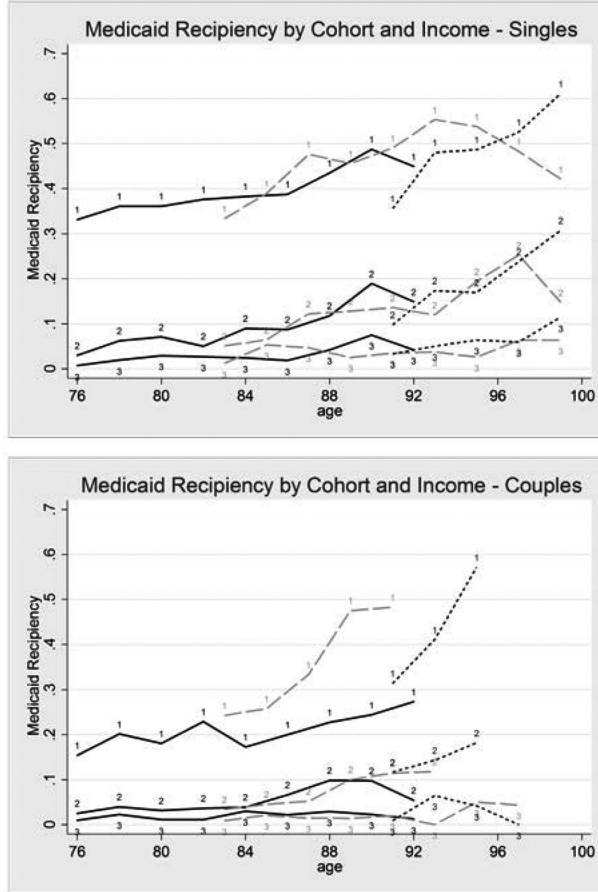 Medicaid Recipiency by Cohort and Income - Singles
Medicaid Recipiency
.7
.6
.5
.4
.3
.2
.1
0
76 80 84 88 92 96 100
age
Medicaid Recipiency by Cohort and Income - Couples
Medicaid Recipiency
.7
.6
.5
.4
.3
.2
.1
0
76 80 84 88 92 96 100
age